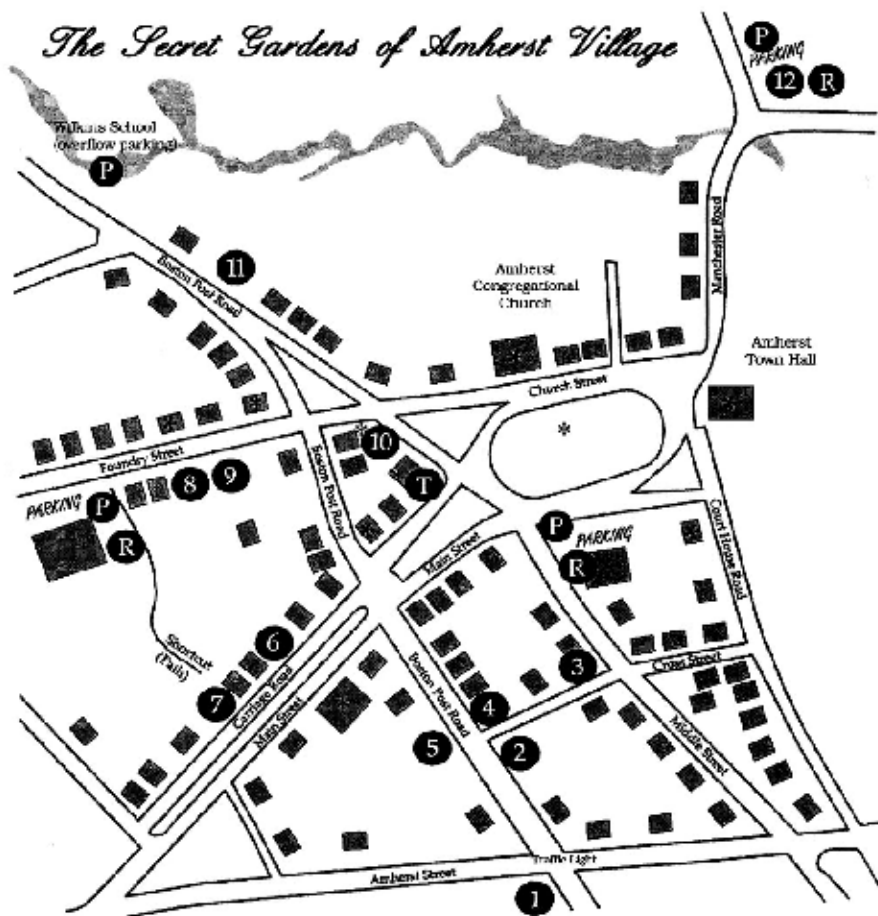 The Secret Gardens of Amherst Village
P
PARKING
12
R
Wilkins School
(overflow parking)
P
11
Boston Post Road
Amherst
Congregational
Church
Manchester Road
Amherst
Town Hall
Church Street
*
10
Foundry Street
8
9
Boston Post Road
T
PARKING
P
R
Main Street
P
PARKING
R
Court House Road
Shortcut
(Path)
6
7
Carriage Road
Main Street
Boston Post Road
3
4
Cross Street
5
2
Middle Street
Traffic Light
Amherst Street
1